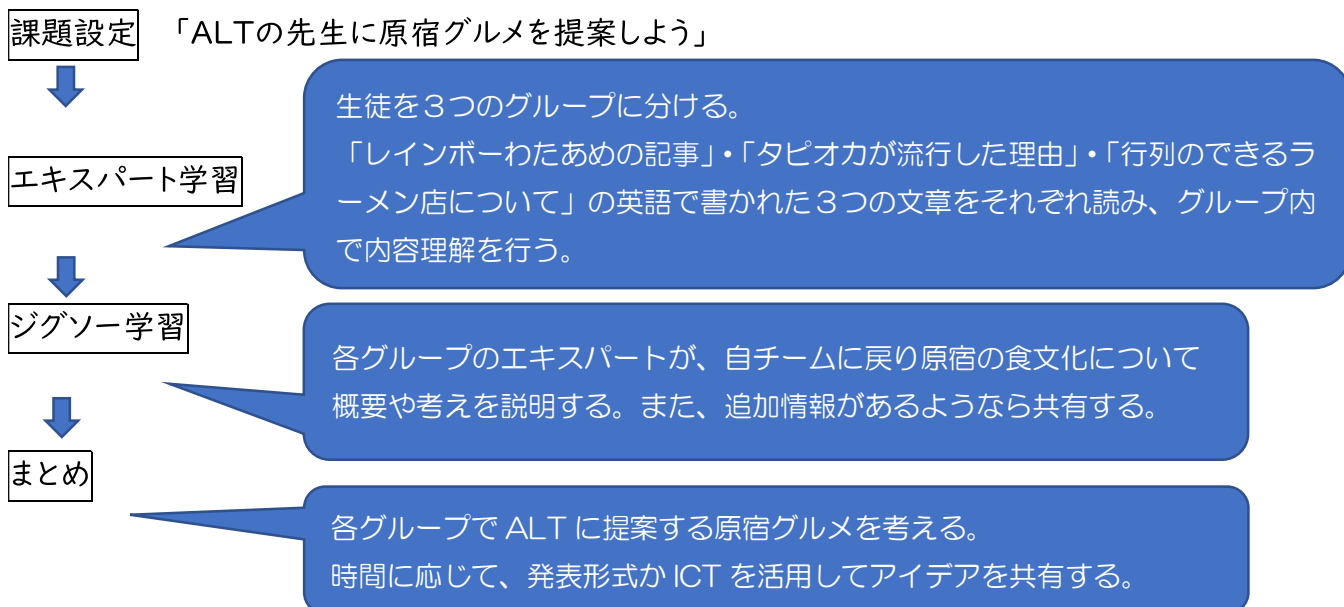 課題設定 「ALTの先生に原宿グルメを提案しよう」
生徒を３つのグループに分ける。
「レインボーわたあめの記事」・「タピオカが流行した理由」・「行列のできるラ
ーメン店について」の英語で書かれた３つの文章をそれぞれ読み、グループ内
で内容理解を行う。
エキスパート学習
ジグソー学習
各グループのエキスパートが、自チームに戻り原宿の食文化について
概要や考えを説明する。また、追加情報があるようなら共有する。
まとめ
各グループで ALT に提案する原宿グルメを考える。
時間に応じて、発表形式か ICT を活用してアイデアを共有する。